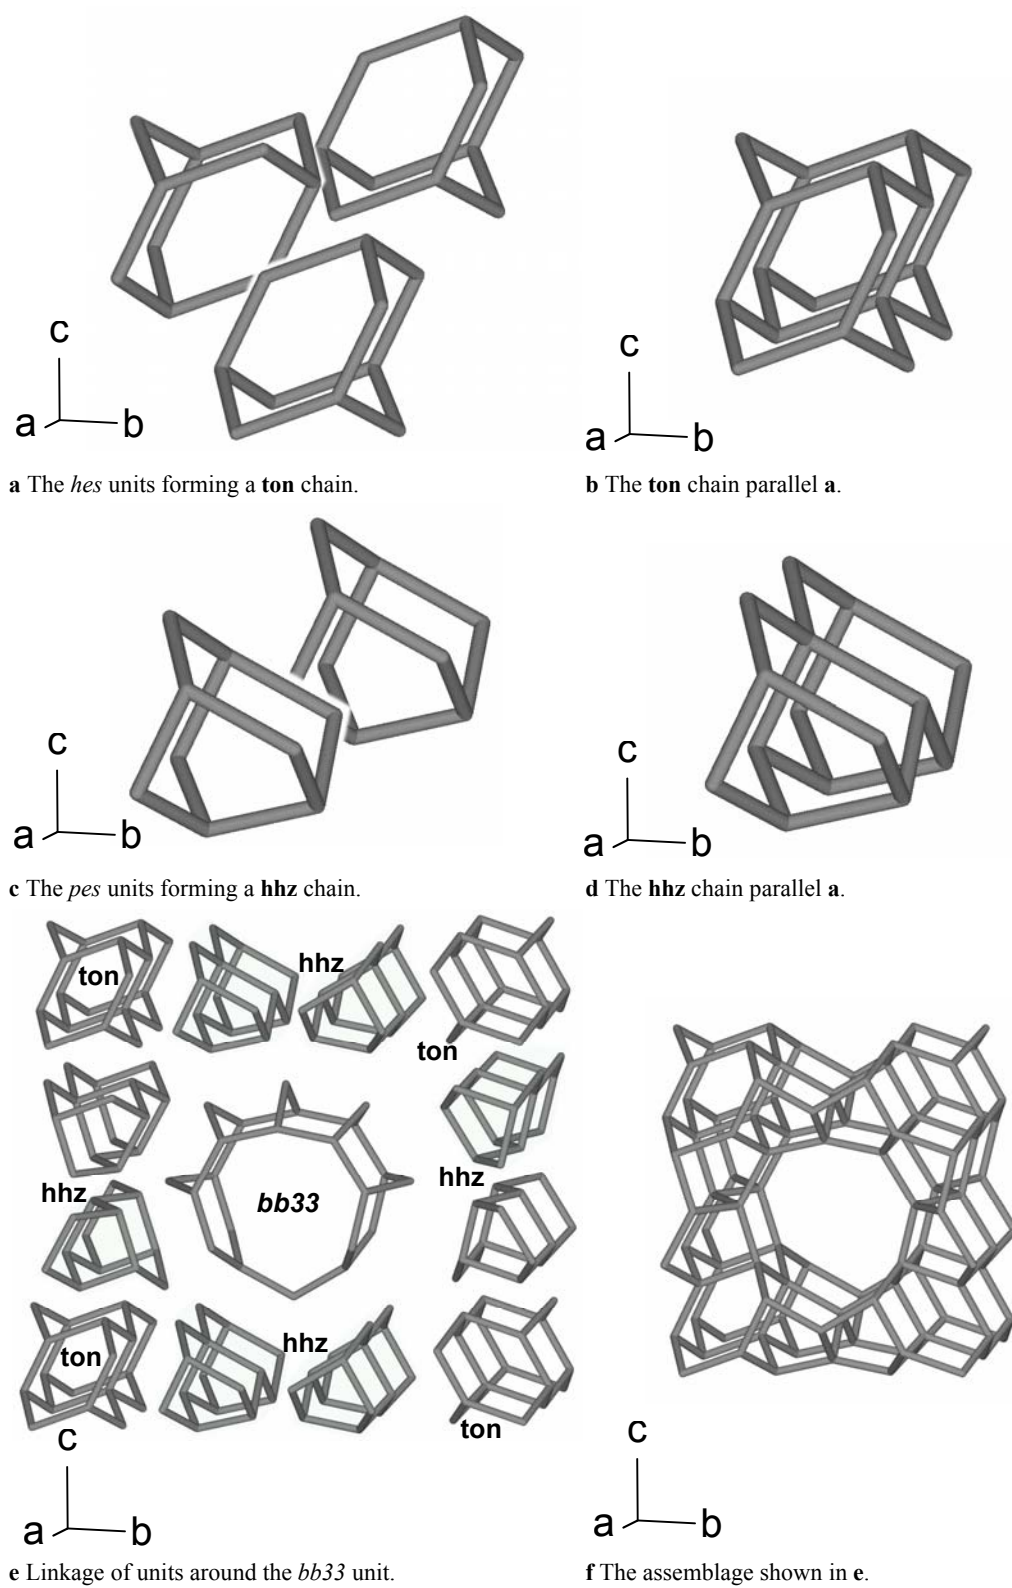 c
a b
a The hes units forming a ton chain.
c
a b
b The ton chain parallel a.
c
a b
c The pes units forming a hhz chain.
c
a b
d The hhz chain parallel a.
ton
hhz
ton
hhz
bb33
hhz
ton
hhz
ton
c
a b
e Linkage of units around the bb33 unit.
c
a b
f The assemblage shown in e.